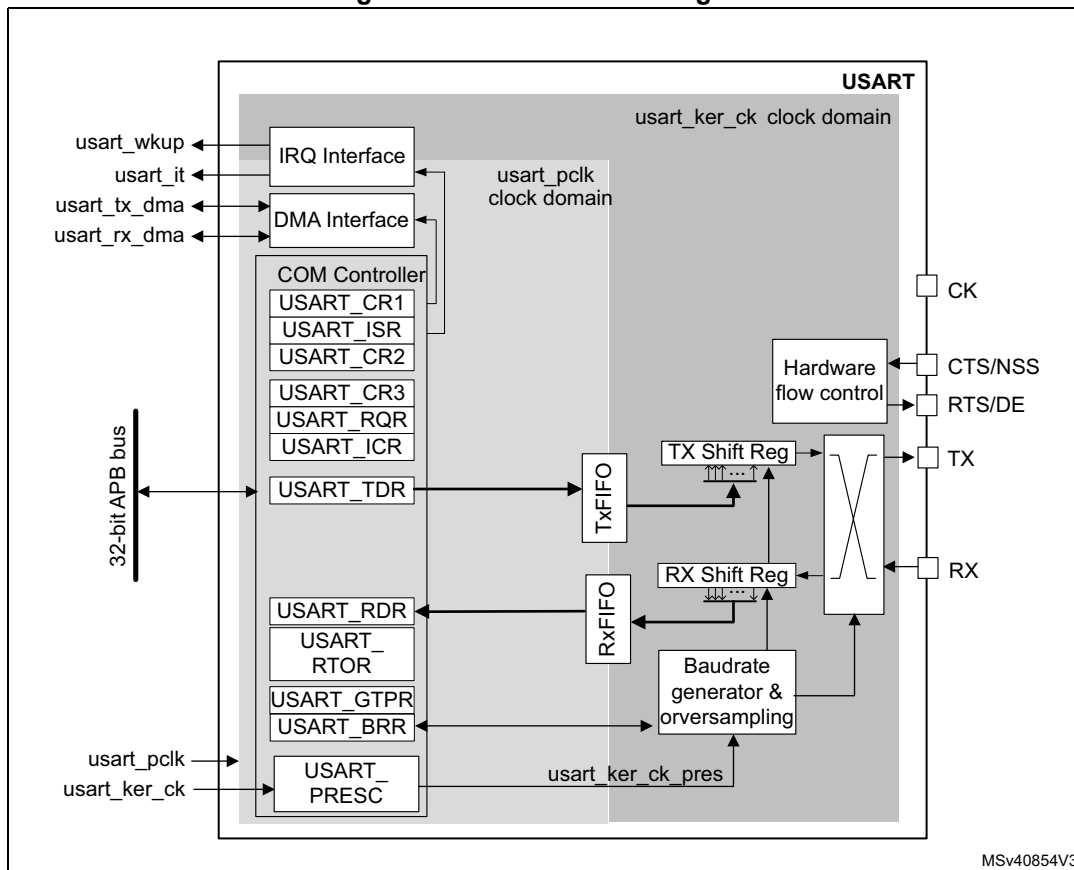 USART
usart_ker_ck clock domain
usart_wkup
IRQ Interface
usart_it
usart_pclk
clock domain
usart_tx_dma
DMA Interface
usart_rx_dma
COM Controller
USART_CR1
USART_ISR
USART_CR2
USART_CR3
USART_RQR
USART_ICR
USART_TDR
32-bit APB bus
TxFIFO
TX Shift Reg
...
CK
Hardware
flow control
CTS/NSS
RTS/DE
TX
RX
RX Shift Reg
...
RxFIFO
USART_RDR
USART_
RTOR
USART_GTPR
USART_BRR
Baudrate
generator &
orversampling
usart_pclk
usart_ker_ck
USART_
PRESC
usart_ker_ck_pres
MSv40854V3